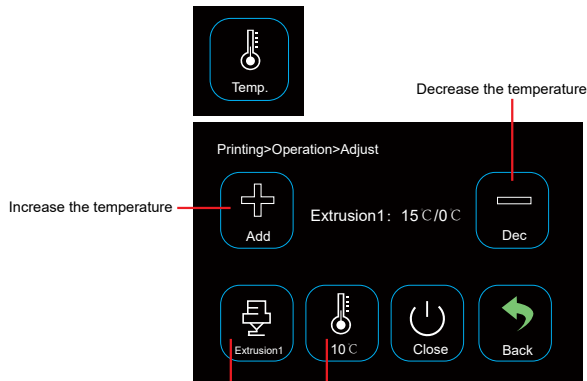 Temp.
Decrease the temperature
Printing>Operation>Adjust
Increase the temperature
Add
Extrusion1: 15℃/0℃
Dec
Extrusion1
10℃
Close
Back